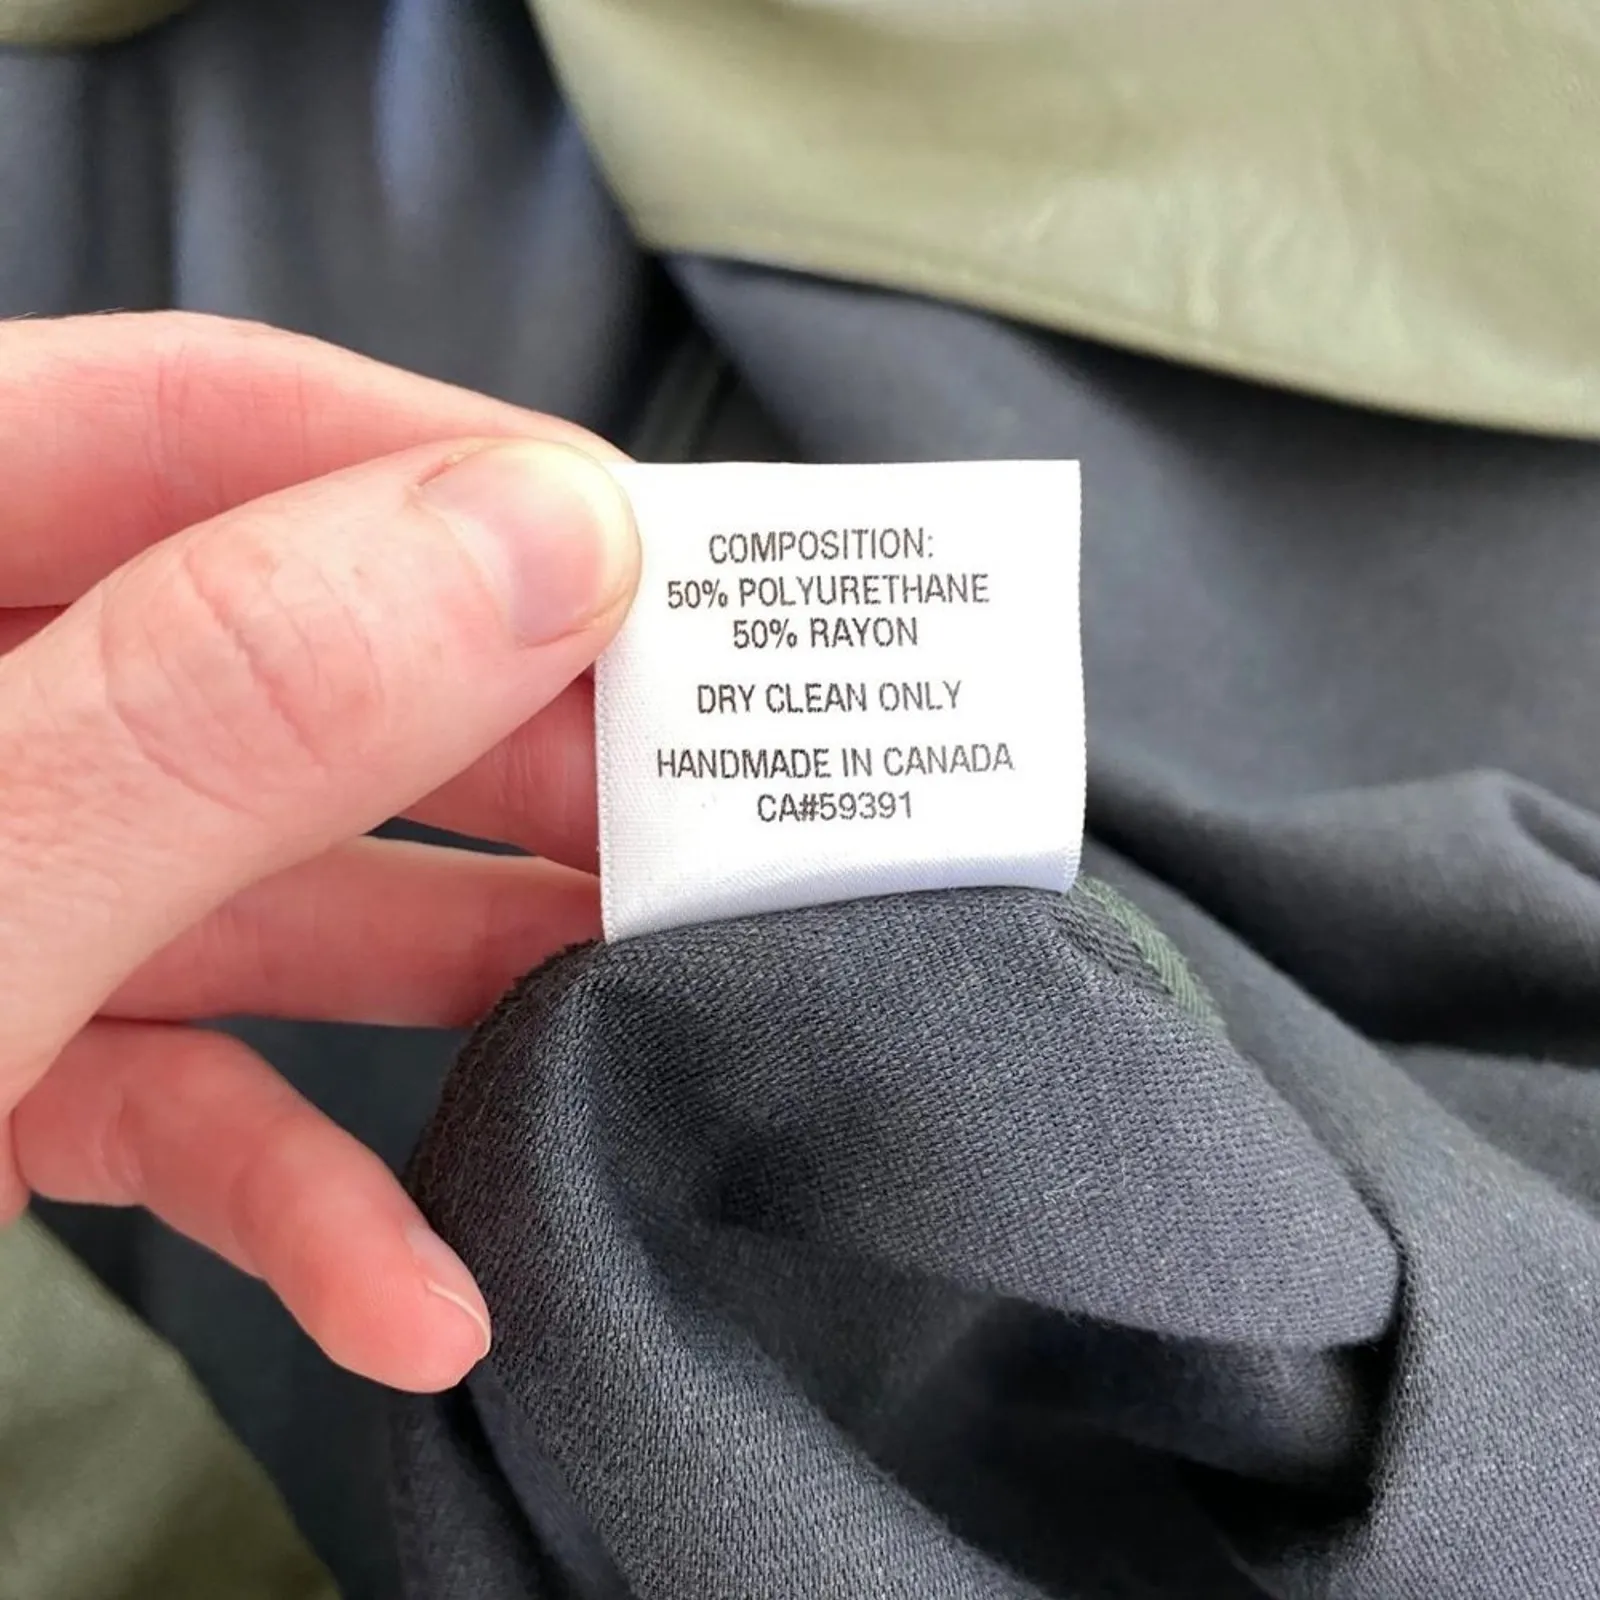 COMPOSITION:
50% POLYURETHANE
50% RAYON
DRY CLEAN ONLY
HANDMADE IN CANADA
CA#59391